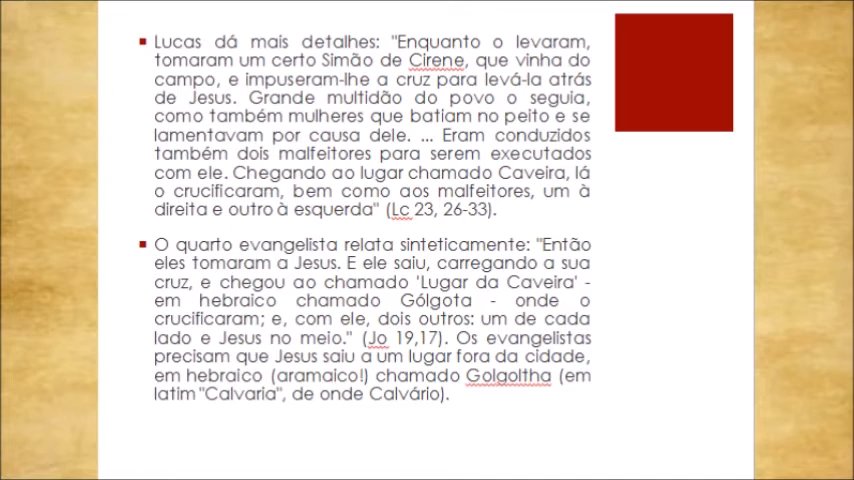 Lucas dá mais detalhes: "Enquanto o levaram,
tomaram um certo Simão de Cirene, que vinha do
campo, e impuseram-lhe a cruz para levá-la atrás
de Jesus. Grande multidão do povo o seguia,
como também mulheres que batiam no peito e se
lamentavam por causa dele. ... Eram conduzidos
também dois malfeitores para serem executados
com ele. Chegando ao lugar chamado Caveira, lá
o crucificaram, bem como aos malfeitores, um à
direita e outro à esquerda" (Lc 23, 26-33).
O quarto evangelista relata sinteticamente: "Então
eles tomaram a Jesus. E ele saiu, carregando a sua
cruz, e chegou ao chamado 'Lugar da Caveira' -
em hebraico chamado Gólgota - onde o
crucificaram; e, com ele, dois outros: um de cada
lado e Jesus no meio." (Jo 19,17). Os evangelistas
precisam que Jesus saiu a um lugar fora da cidade,
em hebraico (aramaico!) chamado Golgoltha (em
latim "Calvaria", de onde Calvário).